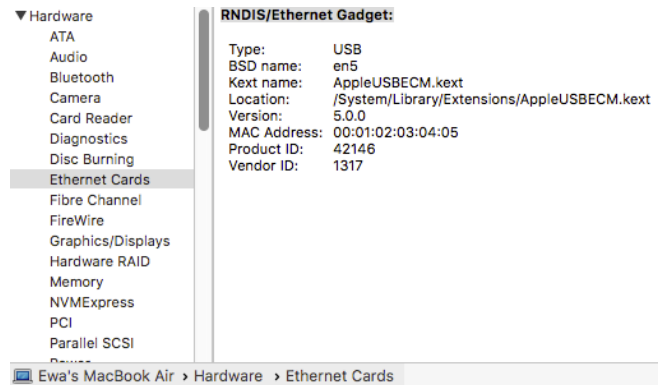 ▼Hardware
ATA
Audio
Bluetooth
Camera
Card Reader
Diagnostics
Disc Burning
Ethernet Cards
Fibre Channel
FireWire
Graphics/Displays
Hardware RAID
Memory
NVMExpress
PCI
Parallel SCSI
RNDIS/Ethernet Gadget:
Type: USB
BSD name: en5
Kext name: AppleUSBECM.kext
Location: /System/Library/Extensions/AppleUSBECM.kext
Version: 5.0.0
MAC Address: 00:01:02:03:04:05
Product ID: 42146
Vendor ID: 1317
Ewa's MacBook Air › Hardware › Ethernet Cards